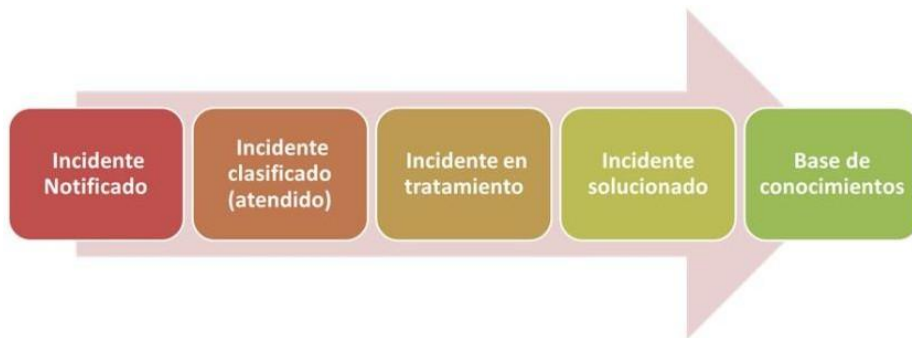 Incidente
Notificado
Incidente
clasificado
(atendido)
Incidente en
tratamiento
Incidente
solucionado
Base de
conocimientos